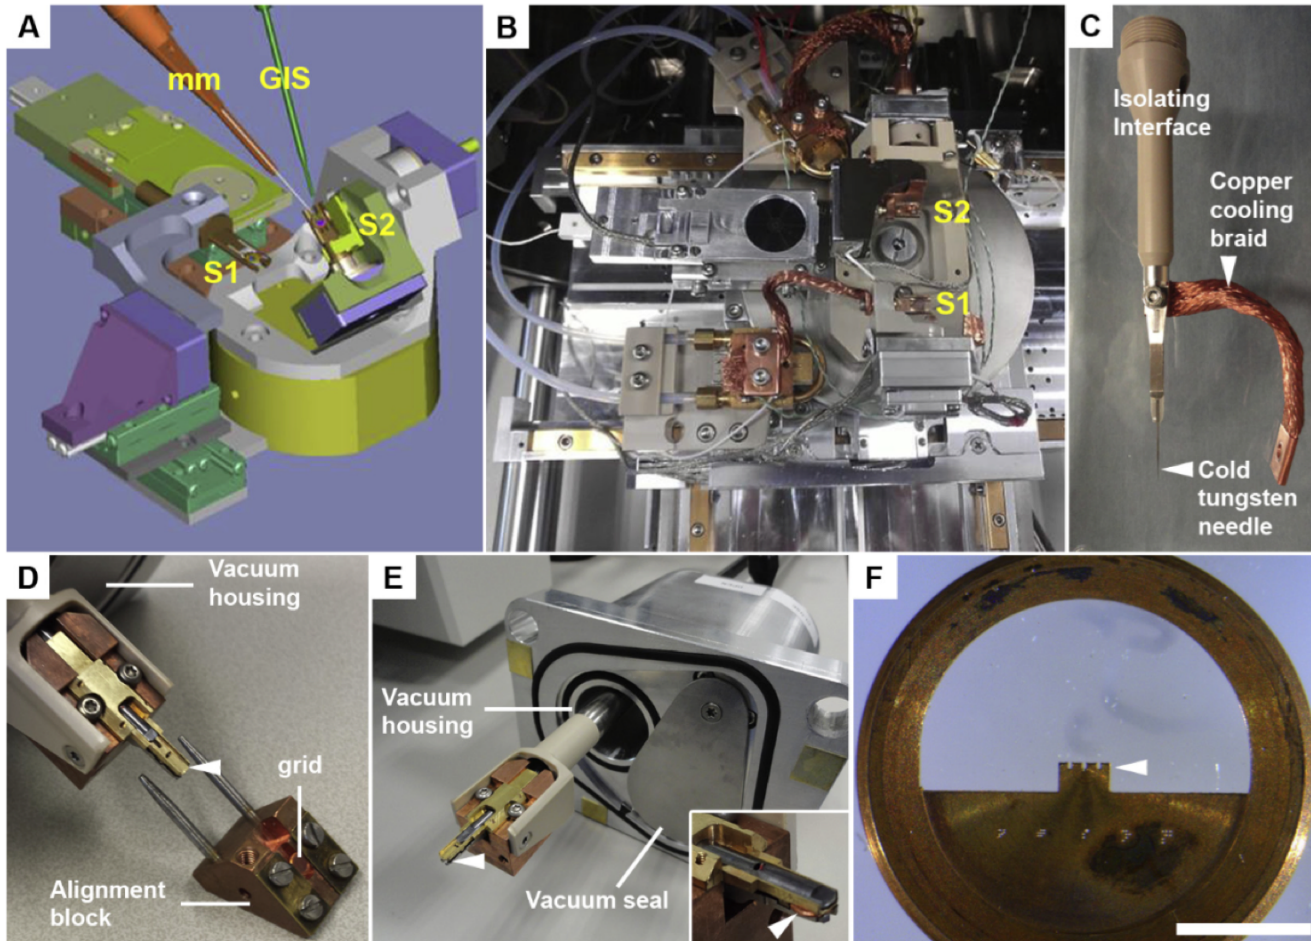 A
mm
GIS
S1
S2
B
S2
S1
C
Isolating
Interface
Copper
cooling
braid
Cold
tungsten
needle
D
Vacuum
housing
grid
Alignment
block
E
Vacuum
housing
Vacuum seal
F